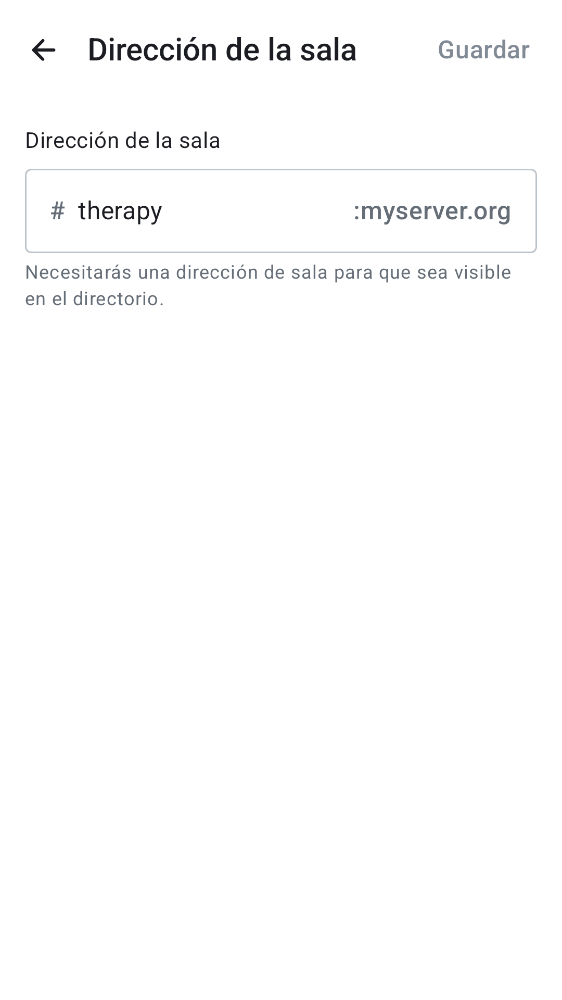 Dirección de la sala Guardar
Dirección de la sala
# therapy :myserver.org
Necesitarás una dirección de sala para que sea visible
en el directorio.